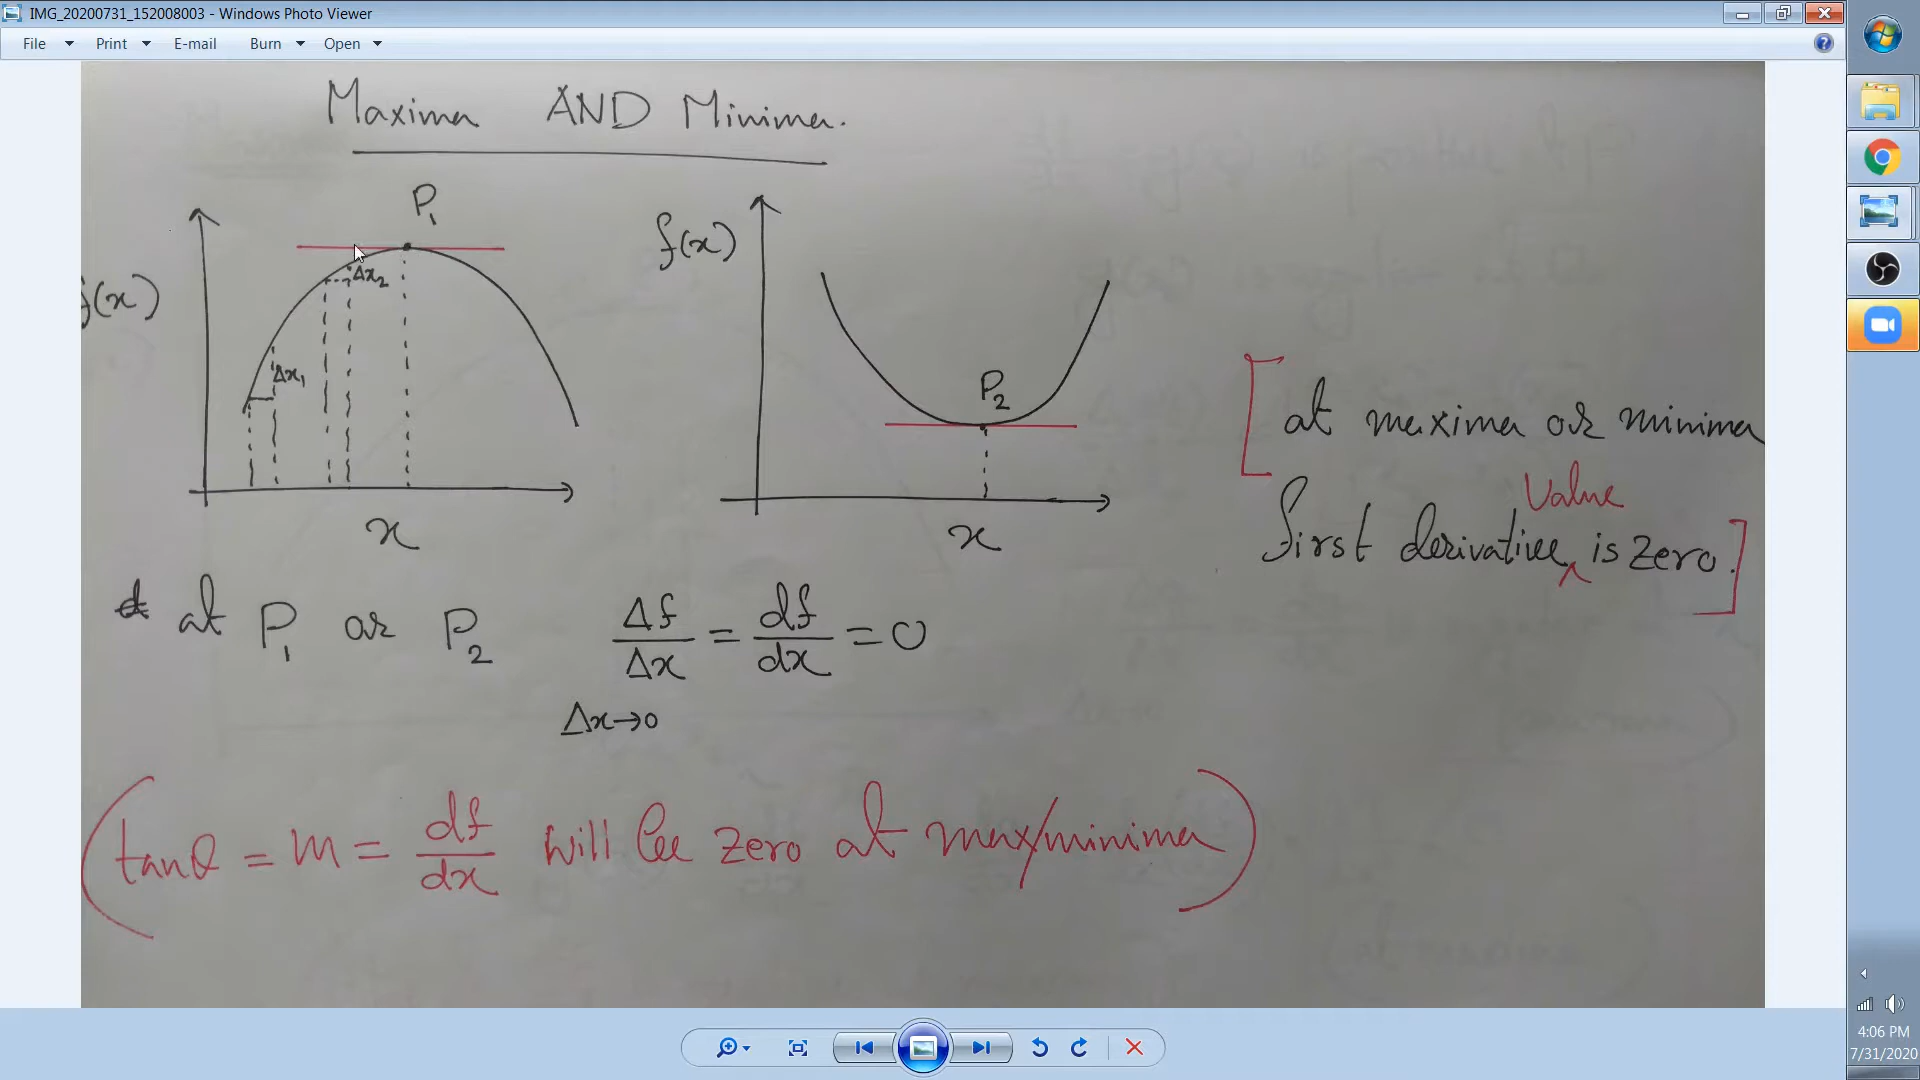 IMG_20200731_152008003 - Windows Photo Viewer
File Print E-mail Burn Open
Maxima AND Minima.
P₁
f(x)
Δx₂
Δx₁
x
f(x)
P₂
x
[at maxima or minima
first derivative Value is zero.]
at P₁ or P₂ Δf/Δx = df/dx = 0
Δx→0
(tanθ = m = df/dx will be zero at max/minima)
4:06 PM
7/31/2020